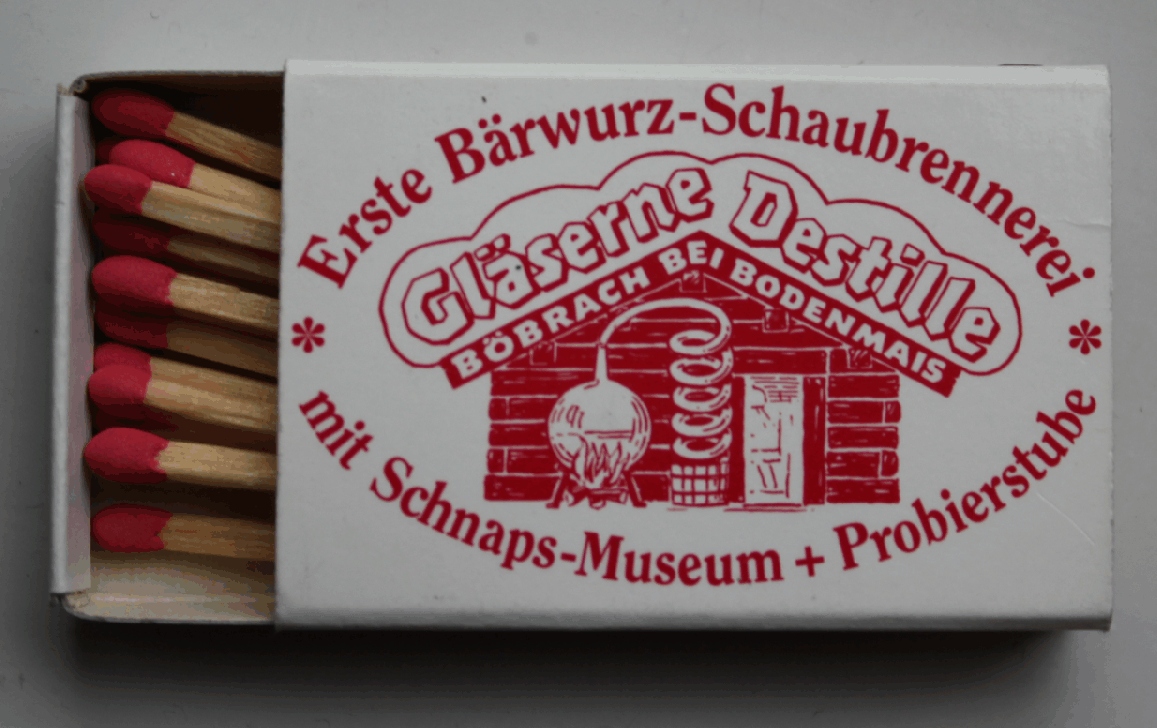 Erste Bärwurz-Schaubrennerei
Gläserne Destille
BÖBRACH BEI BODENMAIS
* *
mit Schnaps-Museum + Probierstube